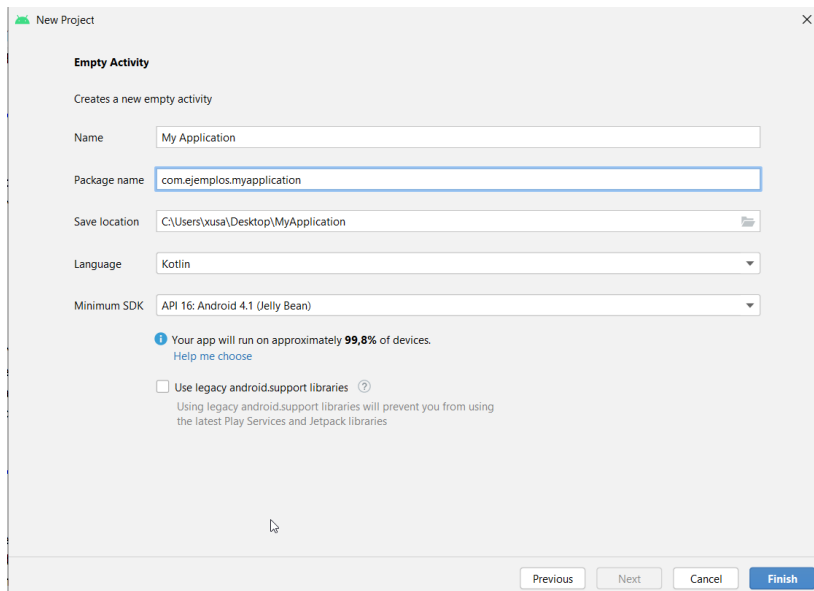 New Project
Empty Activity
Creates a new empty activity
Name My Application
Package name com.ejemplos.myapplication
Save location C:\Users\xusa\Desktop\MyApplication
Language Kotlin
Minimum SDK API 16: Android 4.1 (Jelly Bean)
Your app will run on approximately 99,8% of devices.
Help me choose
Use legacy android.support libraries ?
Using legacy android.support libraries will prevent you from using
the latest Play Services and Jetpack libraries
Previous Next Cancel Finish